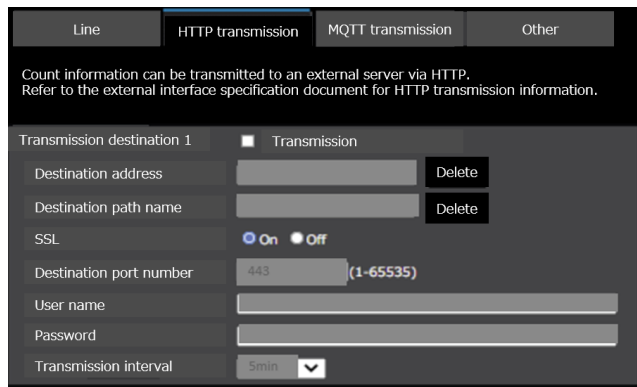 Line HTTP transmission MQTT transmission Other
Count information can be transmitted to an external server via HTTP.
Refer to the external interface specification document for HTTP transmission information.
Transmission destination 1 Transmission
Destination address Delete
Destination path name Delete
SSL On Off
Destination port number 443 (1-65535)
User name
Password
Transmission interval 5min